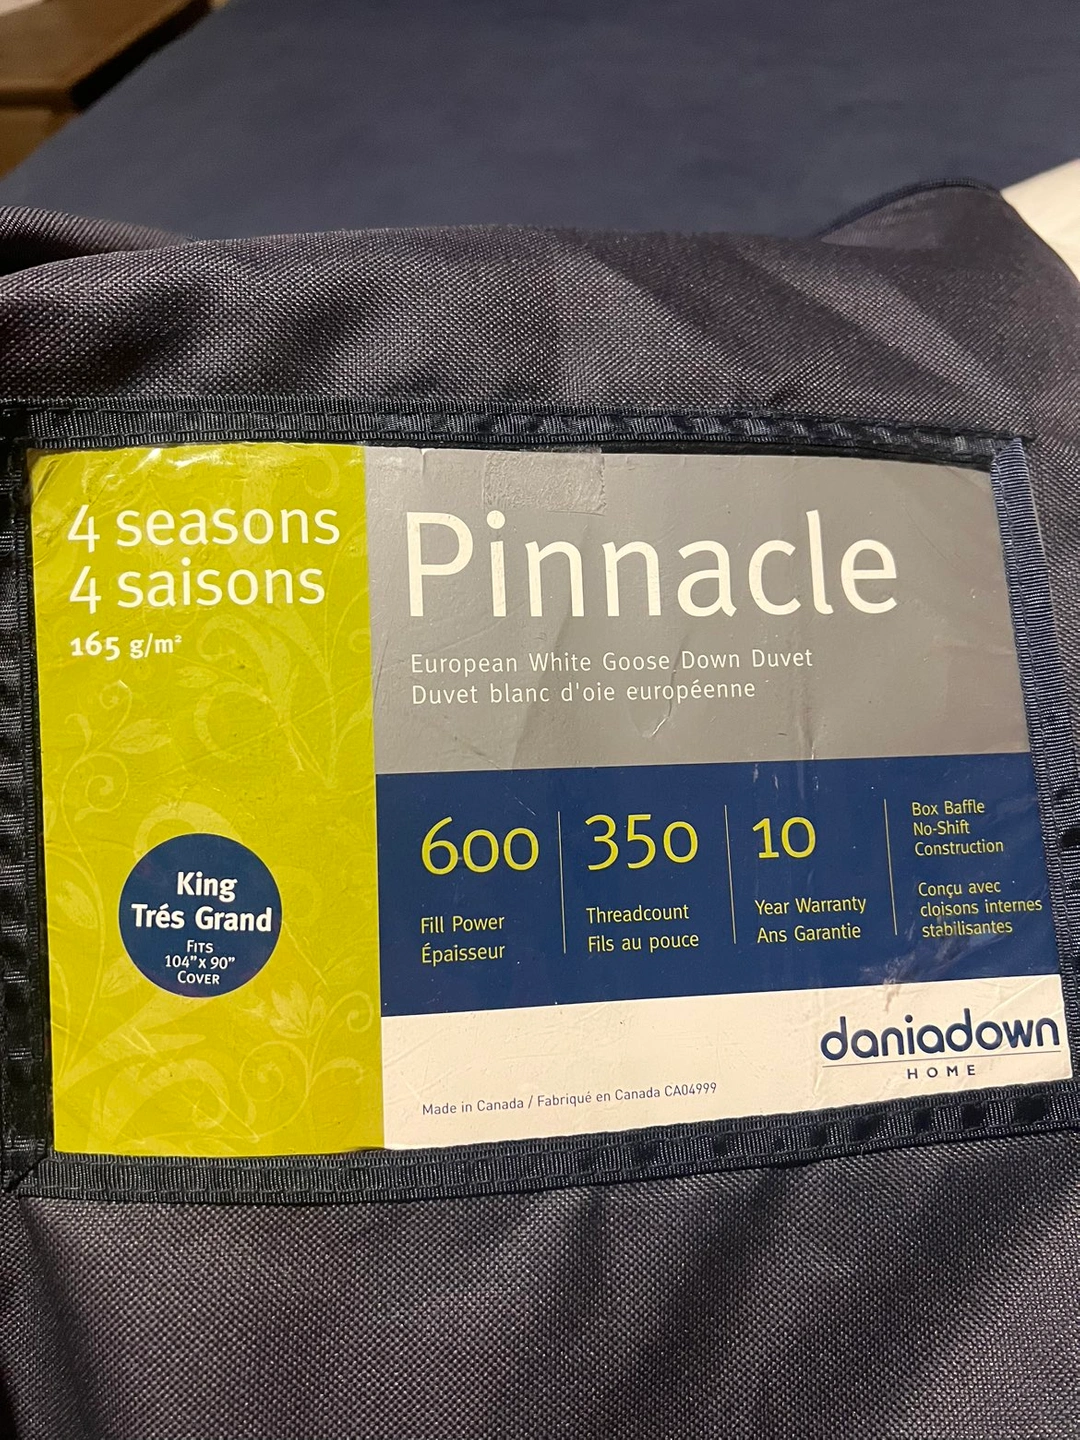 4 seasons
4 saisons
165 g/m²
King
Trés Grand
FITS
104"x 90"
COVER
Pinnacle
European White Goose Down Duvet
Duvet blanc d'oie européenne
600
Fill Power
Épaisseur
350
Threadcount
Fils au pouce
10
Year Warranty
Ans Garantie
Box Baffle
No-Shift
Construction
Conçu avec
cloisons internes
stabilisantes
daniadown
HOME
Made in Canada / Fabriqué en Canada CA04999